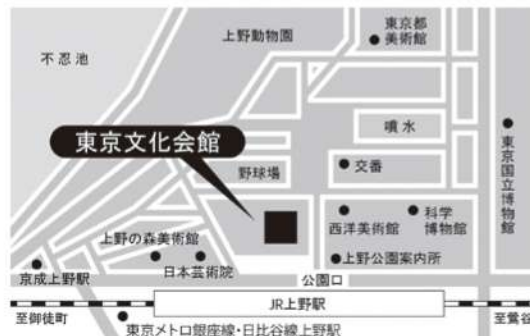 上野動物園
東京都
美術館
不忍池
噴水
東京文化会館
野球場
交番
東京国立博物館
西洋美術館
科学
博物館
上野の森美術館
上野公園案内所
京成上野駅
日本芸術院
公園口
JR上野駅
至御徒町
至鶯谷
東京メトロ銀座線・日比谷線上野駅